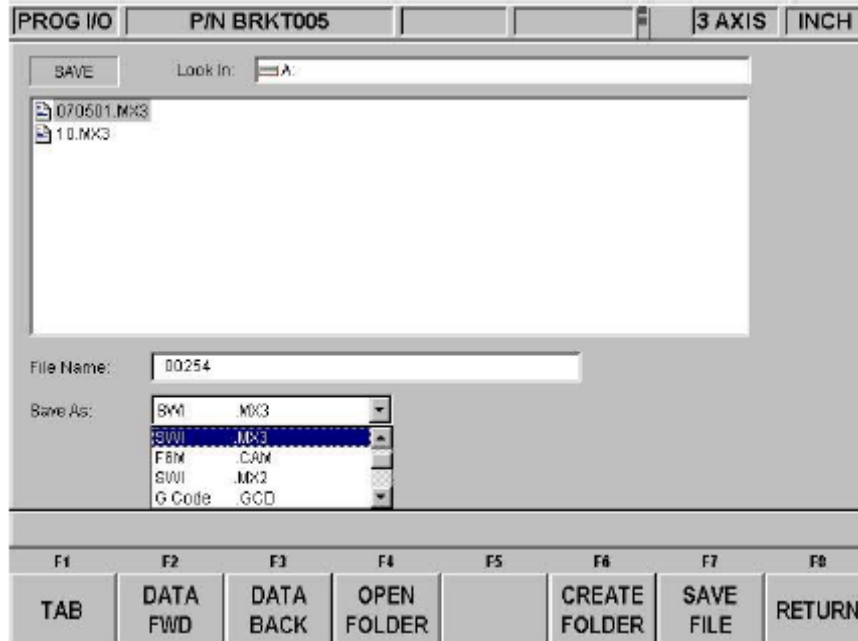 PROG I/O P/N BRKT005 3 AXIS INCH
SAVE Look In: A:
070501.MX3
10.MX3
File Name: 00254
Save As: SWI .MX3
SWI .MX3
F8M .CAM
SWI .MX2
G Code .GCD
F1 F2 F3 F4 F5 F6 F7 F8
TAB DATA FWD DATA BACK OPEN FOLDER CREATE FOLDER SAVE FILE RETURN